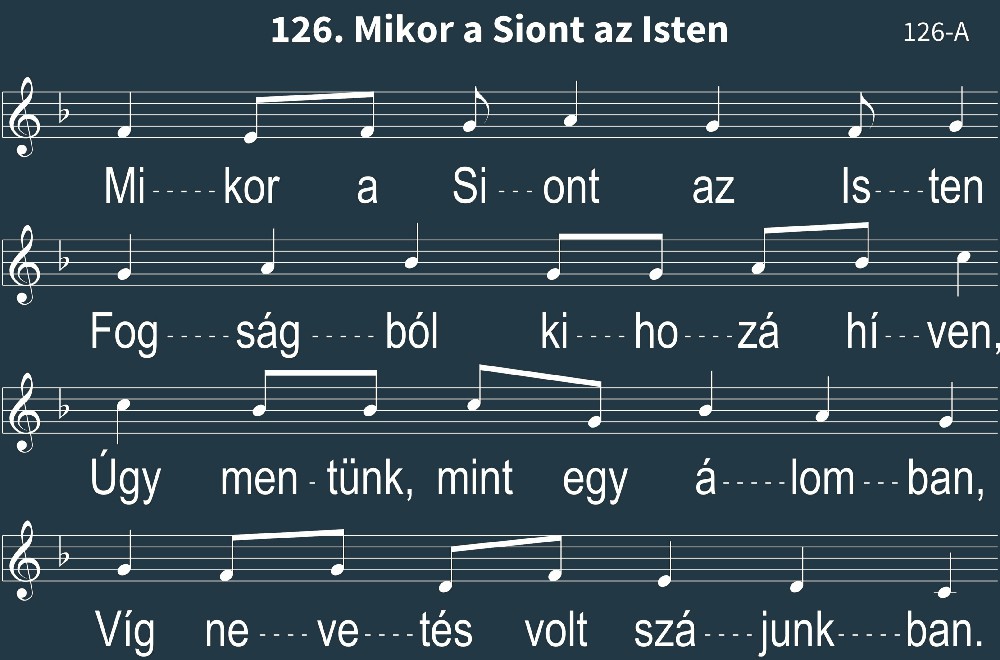 126. Mikor a Siont az Isten
126-A
Mi-----kor a Si---ont az Is----ten
Fog-----ság-----ból ki----ho----zá hí---ven,
Úgy men-tünk, mint egy á-----lom---ban,
Víg ne----ve----tés volt szá----junk-----ban.